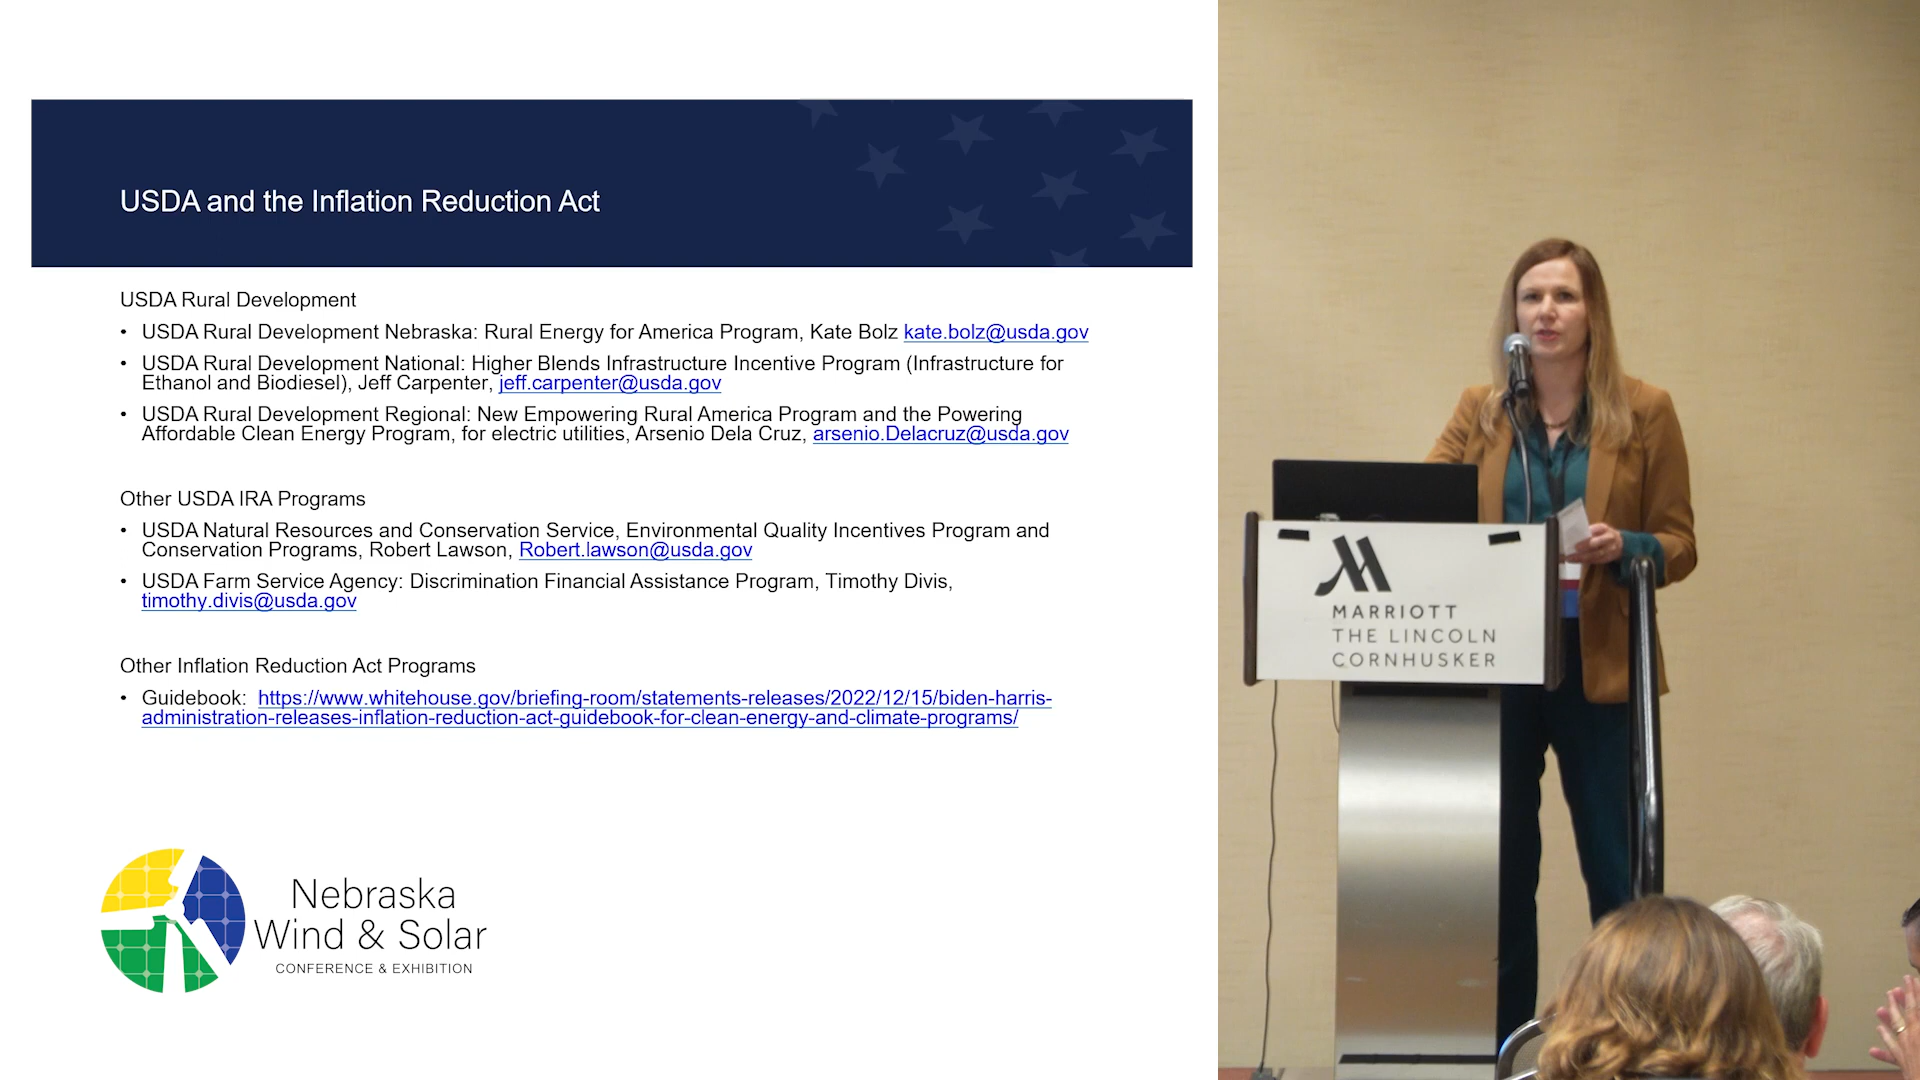 USDA and the Inflation Reduction Act
USDA Rural Development
• USDA Rural Development Nebraska: Rural Energy for America Program, Kate Bolz kate.bolz@usda.gov
• USDA Rural Development National: Higher Blends Infrastructure Incentive Program (Infrastructure for
Ethanol and Biodiesel), Jeff Carpenter, jeff.carpenter@usda.gov
• USDA Rural Development Regional: New Empowering Rural America Program and the Powering
Affordable Clean Energy Program, for electric utilities, Arsenio Dela Cruz, arsenio.Delacruz@usda.gov
Other USDA IRA Programs
• USDA Natural Resources and Conservation Service, Environmental Quality Incentives Program and
Conservation Programs, Robert Lawson, Robert.lawson@usda.gov
• USDA Farm Service Agency: Discrimination Financial Assistance Program, Timothy Divis,
timothy.divis@usda.gov
Other Inflation Reduction Act Programs
• Guidebook: https://www.whitehouse.gov/briefing-room/statements-releases/2022/12/15/biden-harris-
administration-releases-inflation-reduction-act-guidebook-for-clean-energy-and-climate-programs/
Nebraska
Wind & Solar
CONFERENCE & EXHIBITION
MARRIOTT
THE LINCOLN
CORNHUSKER